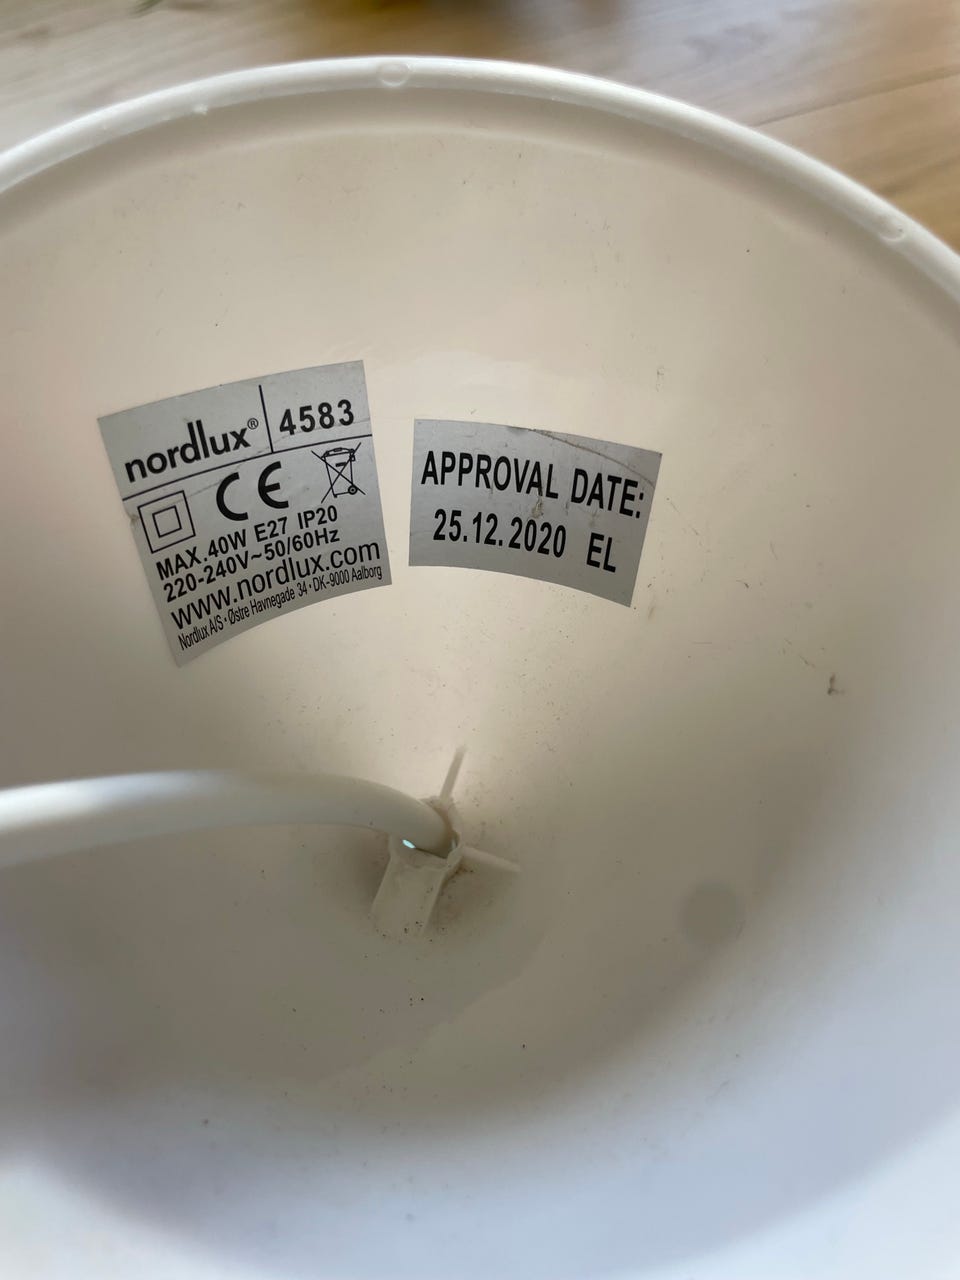 nordlux® 4583
CE
MAX.40W E27 IP20
220-240V~50/60Hz
www.nordlux.com
Nordlux A/S · Østre Havnegade 34 · DK-9000 Aalborg
APPROVAL DATE:
25.12.2020 EL